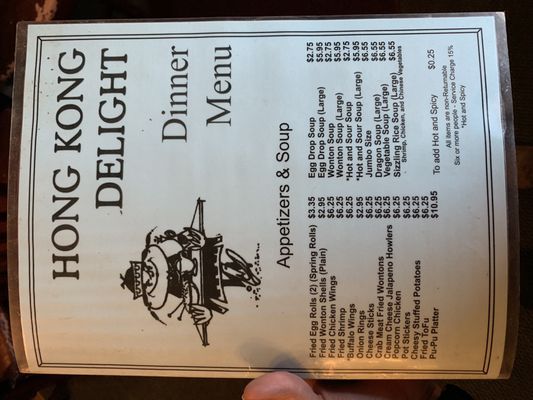 HONG KONG
DELIGHT
Dinner
Menu
Appetizers & Soup
Fried Egg Rolls (2) (Spring Rolls) $3.35
Fried Wonton Shells (Plain) $2.95
Fried Chicken Wings $6.25
Fried Shrimp $6.25
*Buffalo Wings $6.25
Onion Rings $2.95
Cheese Sticks $6.25
Crab Meat Fried Wontons $6.25
Cream Cheese Jalapeno Howlers $6.25
Popcorn Chicken $6.25
Pot Stickers $6.25
Cheesy Stuffed Potatoes $6.25
Fried ToFu $6.25
Pu-Pu Platter $10.95
Egg Drop Soup $2.75
Egg Drop Soup (Large) $5.95
Wonton Soup $2.75
Wonton Soup (Large) $5.95
*Hot and Sour Soup $2.75
*Hot and Sour Soup (Large) $5.95
Jumbo Size $6.55
Dragon Soup (Large) $6.55
Vegetable Soup (Large) $6.55
Sizzling Rice Soup (Large) $6.55
Shrimp, Chicken, and Chinese Vegetables
To add Hot and Spicy $0.25
All items are non-Returnable
Six or more people - Service Charge 15%
*Hot and Spicy